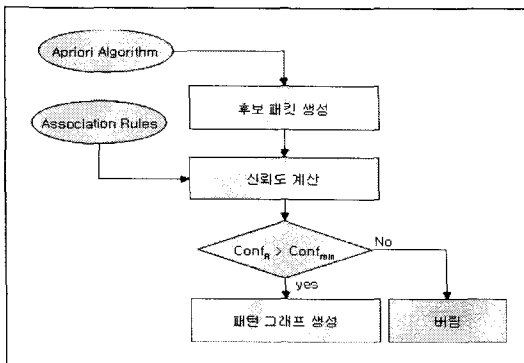 Apriori Algorithm
후보 패킷 생성
Association Rules
신뢰도 계산
Conf_R > Conf_min
No
yes
패턴 그래프 생성
버림